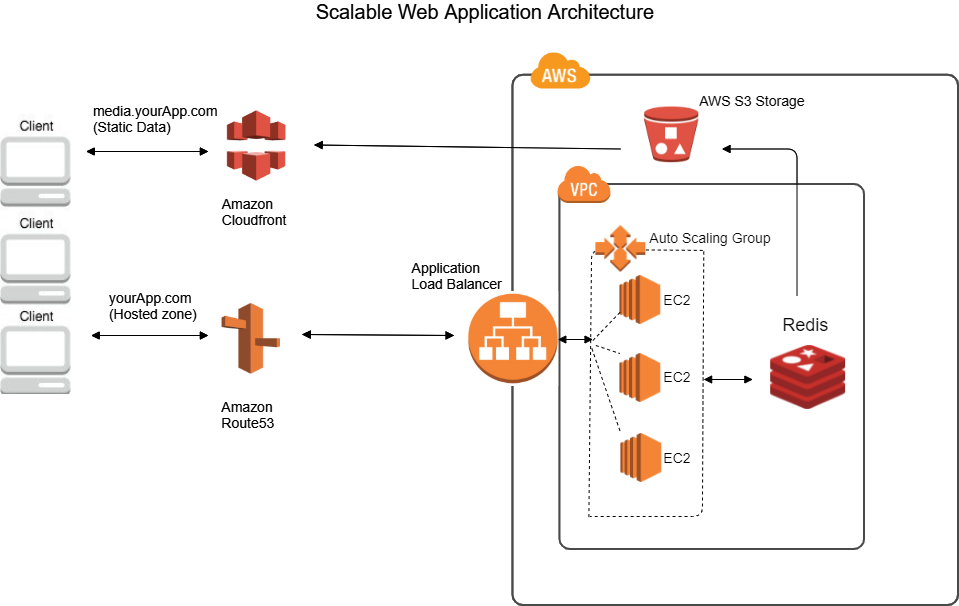 Scalable Web Application Architecture
AWS
AWS S3 Storage
media.yourApp.com
(Static Data)
Client
Amazon
Cloudfront
VPC
Client
Auto Scaling Group
Application
Load Balancer
EC2
yourApp.com
(Hosted zone)
Client
Redis
EC2
Amazon
Route53
EC2